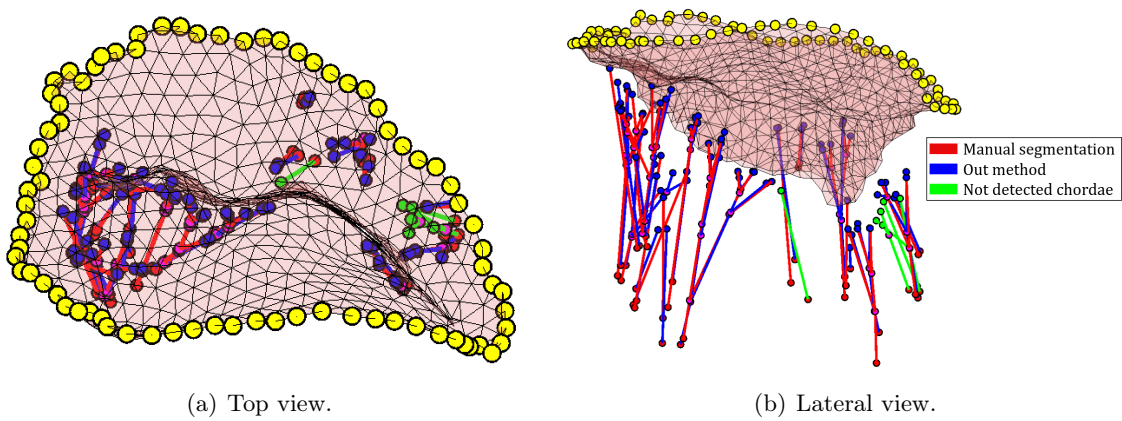 Manual segmentation
Out method
Not detected chordae
(a) Top view.
(b) Lateral view.